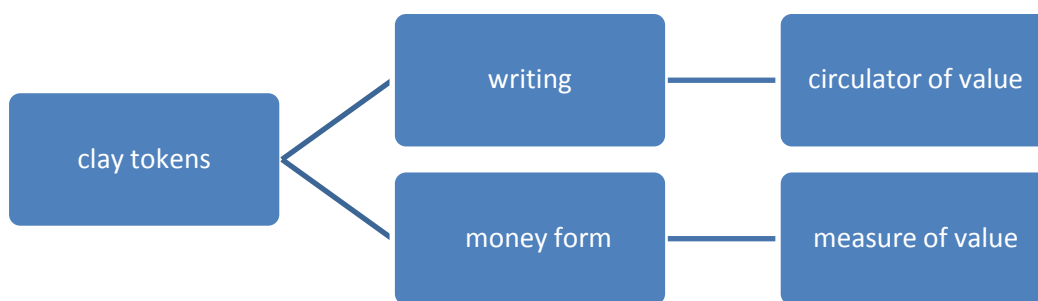 clay tokens
writing
circulator of value
money form
measure of value